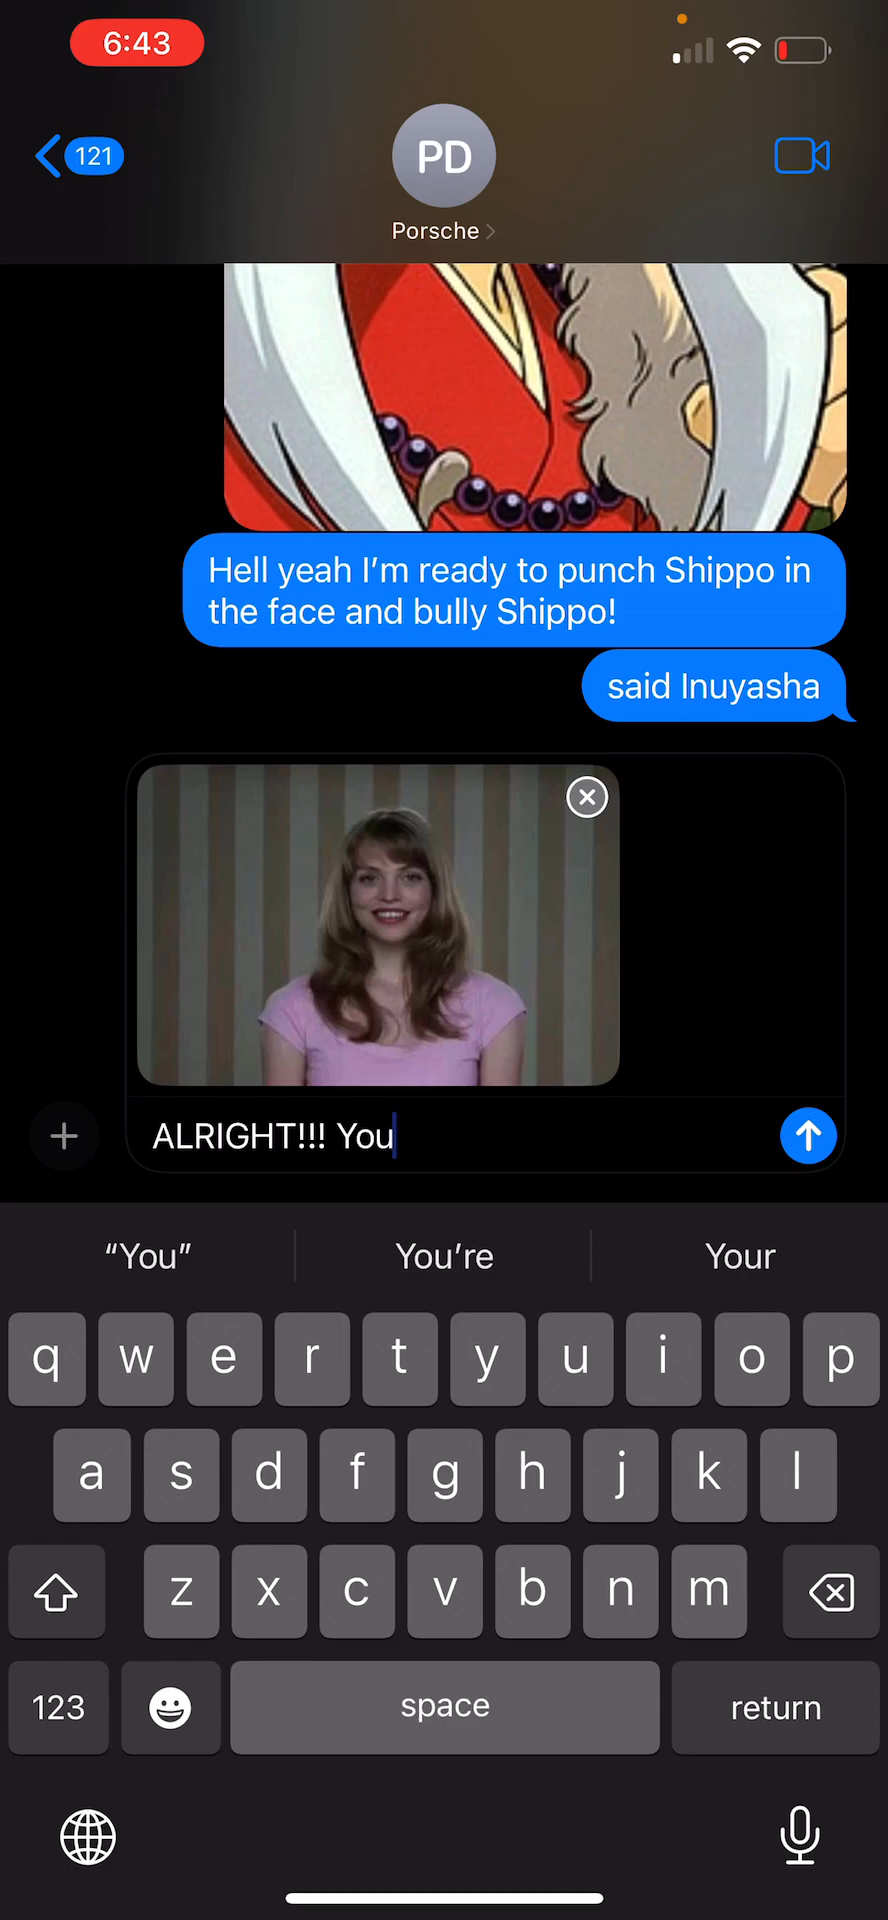 6:43
121
PD
Porsche
Hell yeah I’m ready to punch Shippo in
the face and bully Shippo!
said Inuyasha
ALRIGHT!!! You
“You” You’re Your
q w e r t y u i o p
a s d f g h j k l
z x c v b n m
123 space return